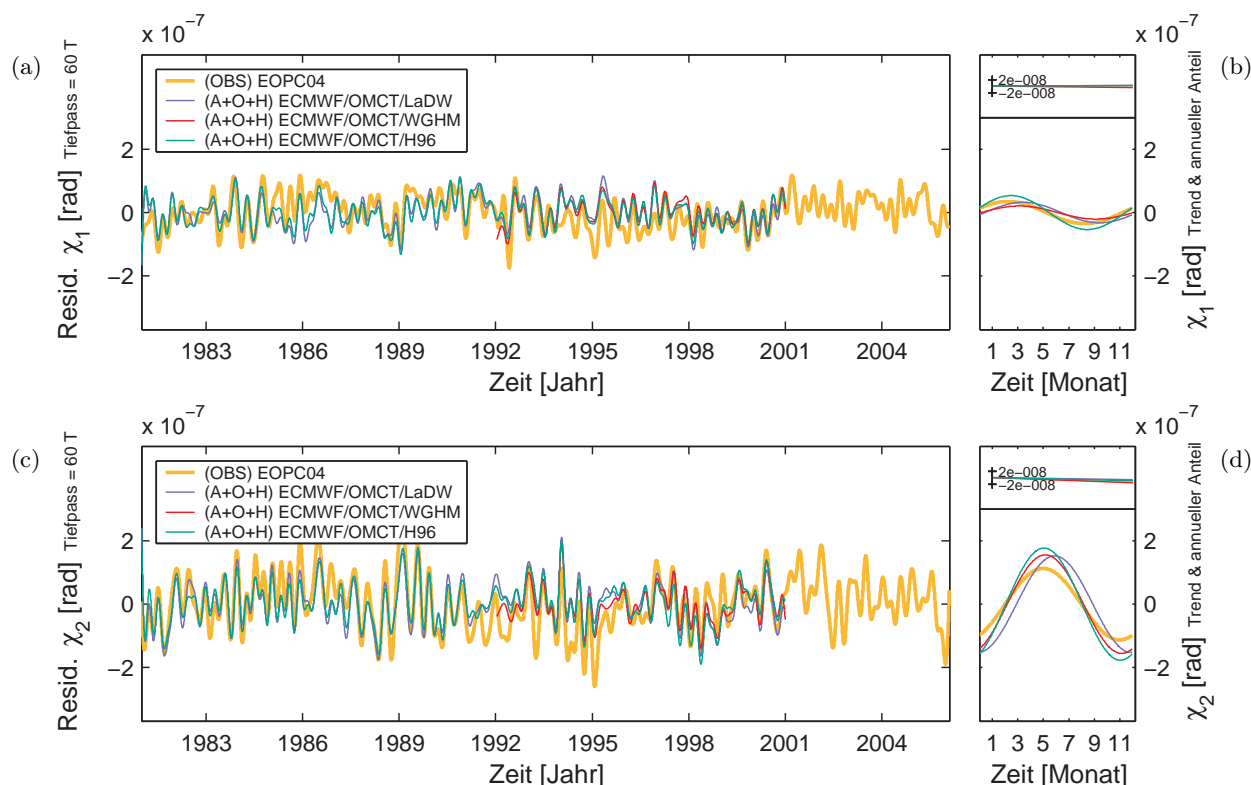 x 10⁻⁷
x 10⁻⁷
(a)
(b)
Resid. χ₁ [rad] Tiefpass = 60 T
(OBS) EOPC04
(A+O+H) ECMWF/OMCT/LaDW
(A+O+H) ECMWF/OMCT/WGHM
(A+O+H) ECMWF/OMCT/H96
2
0
−2
1983 1986 1989 1992 1995 1998 2001 2004
Zeit [Jahr]
2e−008
−2e−008
2
0
−2
χ₁ [rad] Trend & annueller Anteil
1 3 5 7 9 11
Zeit [Monat]
x 10⁻⁷
x 10⁻⁷
(c)
(d)
Resid. χ₂ [rad] Tiefpass = 60 T
(OBS) EOPC04
(A+O+H) ECMWF/OMCT/LaDW
(A+O+H) ECMWF/OMCT/WGHM
(A+O+H) ECMWF/OMCT/H96
2
0
−2
1983 1986 1989 1992 1995 1998 2001 2004
Zeit [Jahr]
2e−008
−2e−008
2
0
−2
χ₂ [rad] Trend & annueller Anteil
1 3 5 7 9 11
Zeit [Monat]